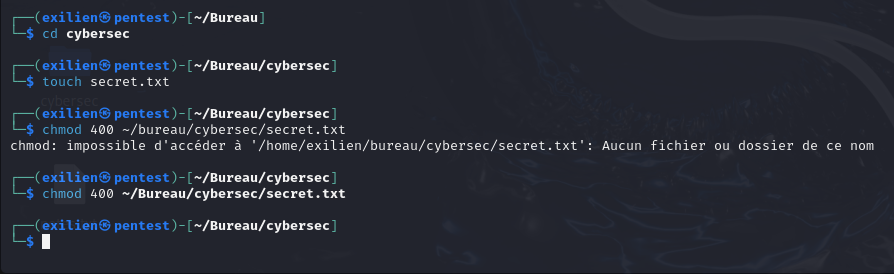 ┌──(exilien㉿pentest)-[~/Bureau]
└─$ cd cybersec
┌──(exilien㉿pentest)-[~/Bureau/cybersec]
└─$ touch secret.txt
┌──(exilien㉿pentest)-[~/Bureau/cybersec]
└─$ chmod 400 ~/bureau/cybersec/secret.txt
chmod: impossible d'accéder à '/home/exilien/bureau/cybersec/secret.txt': Aucun fichier ou dossier de ce nom
┌──(exilien㉿pentest)-[~/Bureau/cybersec]
└─$ chmod 400 ~/Bureau/cybersec/secret.txt
┌──(exilien㉿pentest)-[~/Bureau/cybersec]
└─$